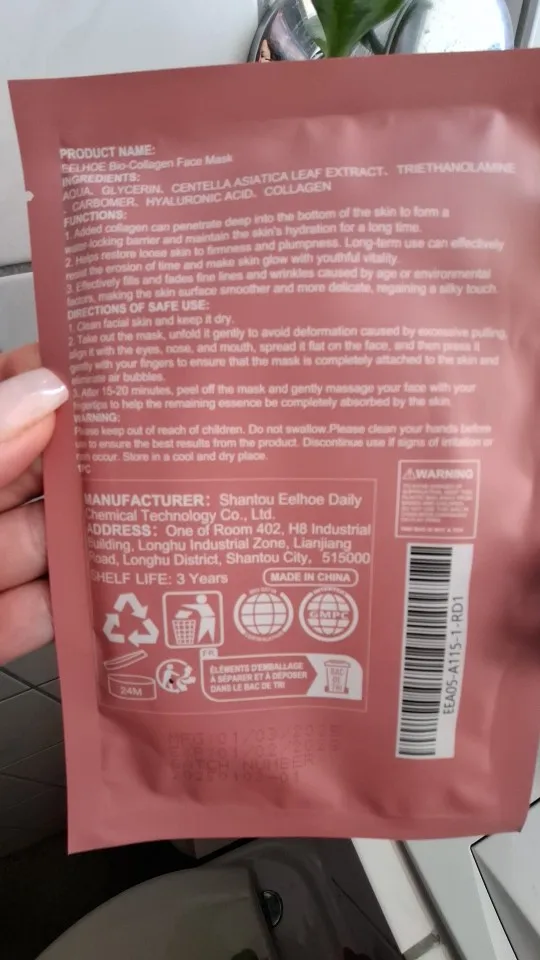 PRODUCT NAME:
EELHOE Bio-Collagen Face Mask
INGREDIENTS:
AQUA、GLYCERIN、CENTELLA ASIATICA LEAF EXTRACT、TRIETHANOLAMINE
、CARBOMER、HYALURONIC ACID、COLLAGEN
FUNCTIONS:
1. Added collagen can penetrate deep into the bottom of the skin to form a
water-locking barrier and maintain the skin's hydration for a long time.
2. Helps restore loose skin to firmness and plumpness. Long-term use can effectively
resist the erosion of time and make skin glow with youthful vitality.
3. Effectively fills and fades fine lines and wrinkles caused by age or environmental
factors, making the skin surface smoother and more delicate, regaining a silky touch.
DIRECTIONS OF SAFE USE:
1. Clean facial skin and keep it dry.
2. Take out the mask, unfold it gently to avoid deformation caused by excessive pulling,
align it with the eyes, nose, and mouth, spread it flat on the face, and then press it
gently with your fingers to ensure that the mask is completely attached to the skin and
eliminate air bubbles.
3. After 15-20 minutes, peel off the mask and gently massage your face with your
fingertips to help the remaining essence be completely absorbed by the skin.
WARNING:
Please keep out of reach of children. Do not swallow.Please clean your hands before
use to ensure the best results from the product. Discontinue use if signs of irritation or
rash occur. Store in a cool and dry place.
1PC
WARNING
MANUFACTURER: Shantou Eelhoe Daily
Chemical Technology Co., Ltd.
ADDRESS: One of Room 402, H8 Industrial
Building, Longhu Industrial Zone, Lianjiang
Road, Longhu District, Shantou City, 515000
SHELF LIFE: 3 Years
MADE IN CHINA
GMPC
24M
FR
ÉLÉMENTS D'EMBALLAGE
À SÉPARER ET À DÉPOSER
DANS LE BAC DE TRI
BAC
DE
TRI
EEA05-A115-1-RD1
BATCH NUMBER